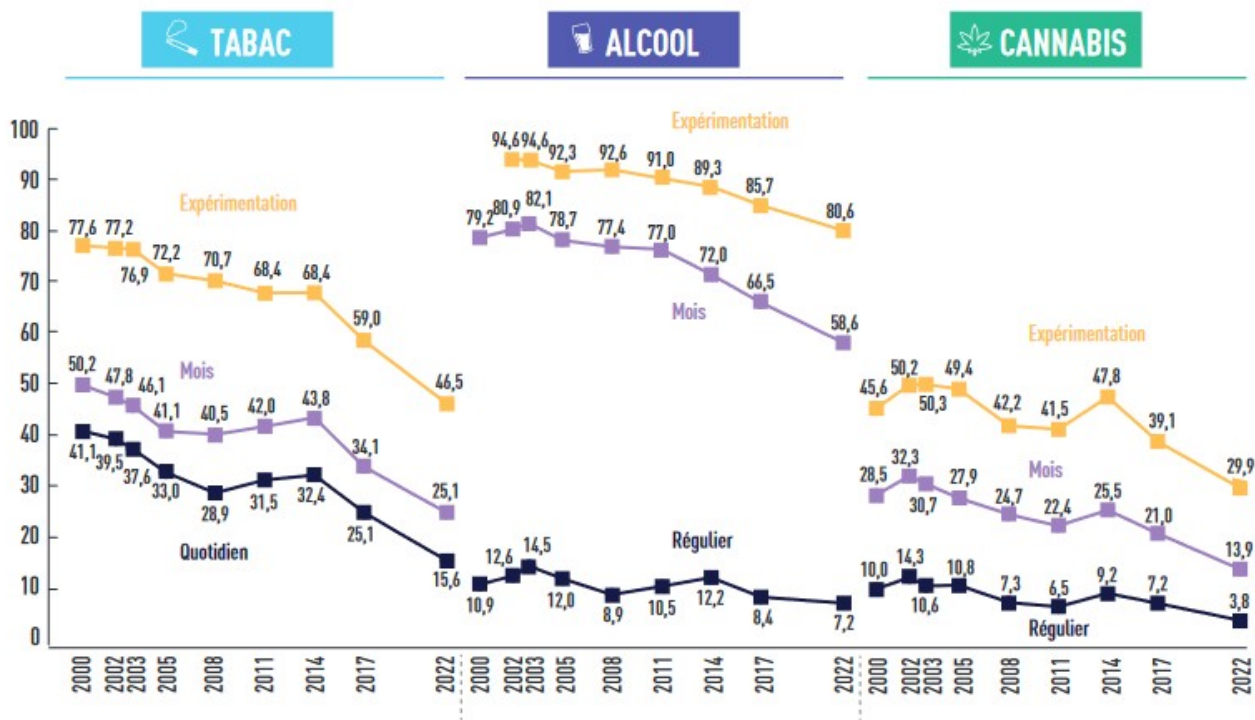 TABAC
ALCOOL
CANNABIS
100
90
80
70
60
50
40
30
20
10
0
Expérimentation
77,6 77,2 76,9 72,2 70,7 68,4 68,4 59,0 46,5
Mois
50,2 47,8 46,1 41,1 40,5 42,0 43,8 34,1 25,1
41,1 39,5 37,6 33,0 28,9 31,5 32,4 25,1 15,6
Quotidien
2000 2002 2003 2005 2008 2011 2014 2017 2022
Expérimentation
94,6 94,6 92,3 92,6 91,0 89,3 85,7 80,6
79,2 80,9 82,1 78,7 77,4 77,0 72,0 66,5 58,6
Mois
Régulier
10,9 12,6 14,5 12,0 8,9 10,5 12,2 8,4 7,2
2000 2002 2003 2005 2008 2011 2014 2017 2022
Expérimentation
45,6 50,2 50,3 49,4 42,2 41,5 47,8 39,1 29,9
Mois
28,5 32,3 30,7 27,9 24,7 22,4 25,5 21,0 13,9
10,0 14,3 10,6 10,8 7,3 6,5 9,2 7,2 3,8
Régulier
2000 2002 2003 2005 2008 2011 2014 2017 2022